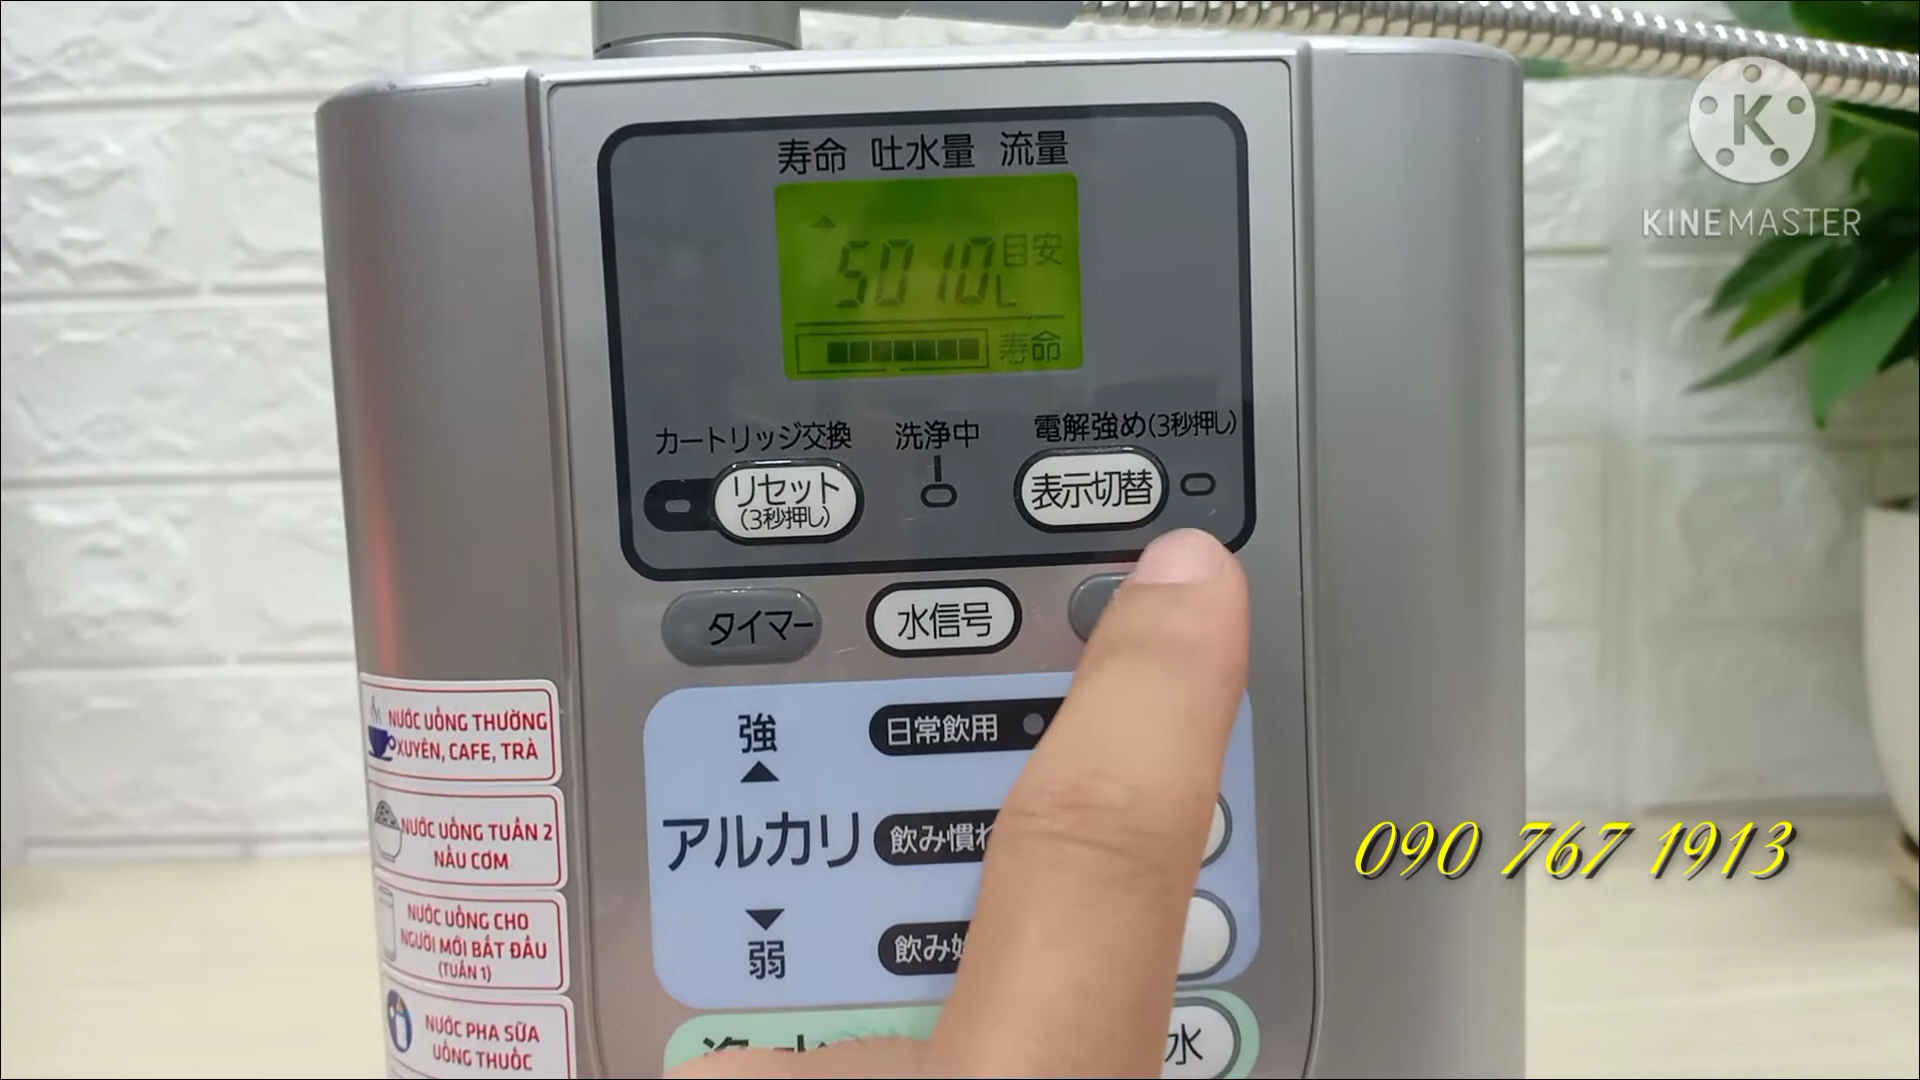 KINEMASTER
寿命 吐水量 流量
5010L 目安
寿命
カートリッジ交換
洗浄中
電解強め(3秒押し)
リセット
(3秒押し)
表示切替
タイマー
水信号
強
日常飲用
アルカリ
飲み慣
弱
飲み
水
NƯỚC UỐNG THƯỜNG
XUYÊN, CAFE, TRÀ
NƯỚC UỐNG TUẦN 2
NẤU CƠM
NƯỚC UỐNG CHO
NGƯỜI MỚI BẮT ĐẦU
(TUẦN 1)
NƯỚC PHA SỮA
UỐNG THUỐC
090 767 1913